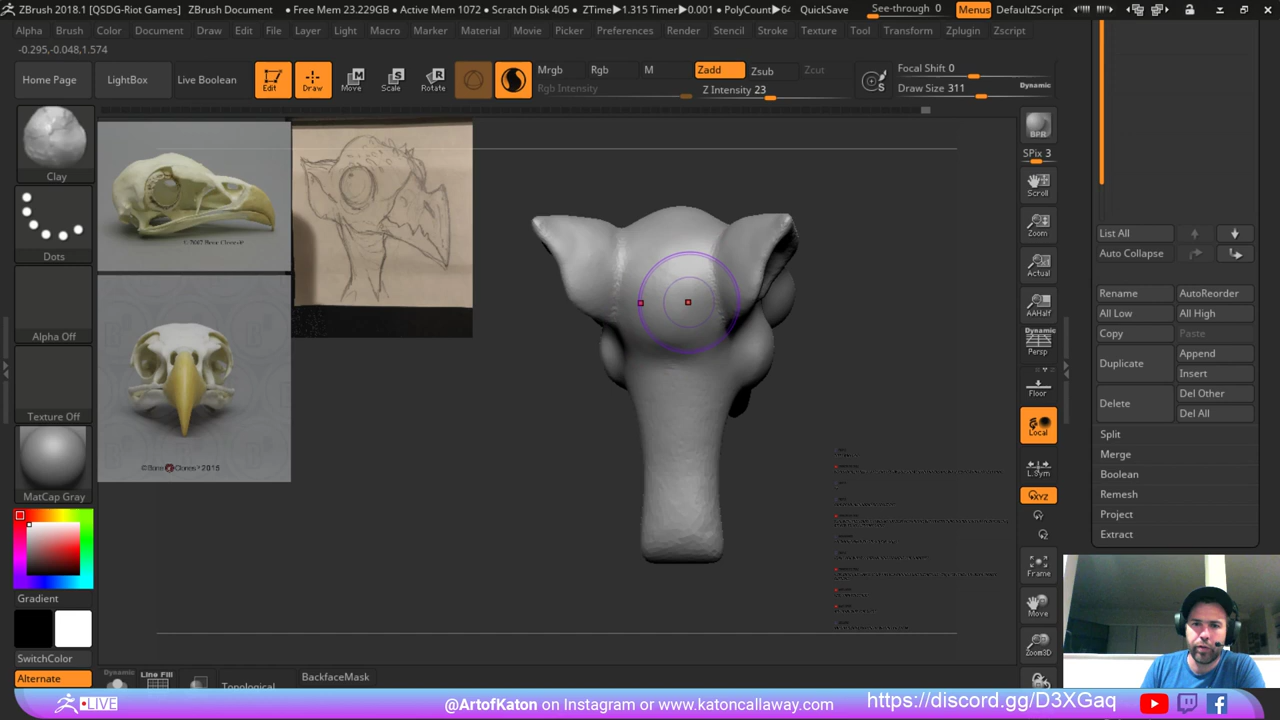 ZBrush 2018.1 [QSDG-Riot Games] ZBrush Document • Free Mem 23.229GB • Active Mem 1072 • Scratch Disk 405 • ZTime▶1.315 Timer▶0.001 • QuickSave See-through 0 Menus DefaultZScript
Alpha Brush Color Document Draw Edit File Layer Light Macro Marker Material Movie Picker Preferences Render Stencil Stroke Texture Tool Transform Zplugin Zscript
-0.295,-0.048,1.574
Home Page LightBox Live Boolean Edit Draw Move Scale Rotate
Mrgb Rgb M Zadd Zsub Zcut
Rgb Intensity Z Intensity 23
Focal Shift 0
Draw Size 311 Dynamic
Clay
Dots
Alpha Off
Texture Off
MatCap Gray
Gradient
SwitchColor
Alternate
BPR
SPix 3
Scroll
Zoom
Actual
AAHalf
Dynamic
Persp
Floor
Local
L.Sym
XYZ
Frame
Move
Zoom3D
List All
Auto Collapse
Rename AutoReorder
All Low All High
Copy Paste
Duplicate Append
Insert
Delete Del Other
Del All
Split
Merge
Boolean
Remesh
Project
Extract
Dynamic Line Fill Topological BackfaceMask
LIVE @ArtofKaton on Instagram or www.katoncallaway.com https://discord.gg/D3XGaq